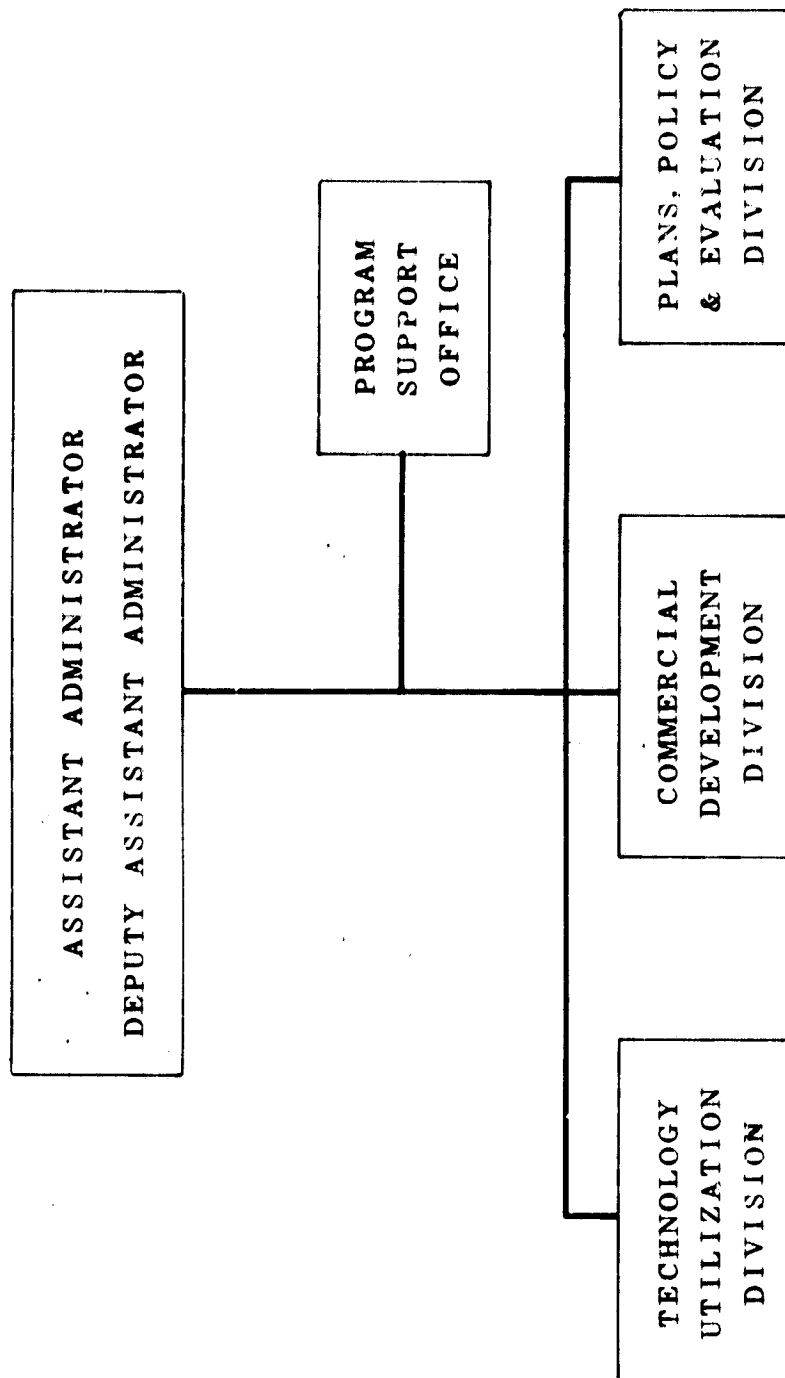 ASSISTANT ADMINISTRATOR
DEPUTY ASSISTANT ADMINISTRATOR
PROGRAM
SUPPORT
OFFICE
TECHNOLOGY
UTILIZATION
DIVISION
COMMERCIAL
DEVELOPMENT
DIVISION
PLANS, POLICY
& EVALUATION
DIVISION